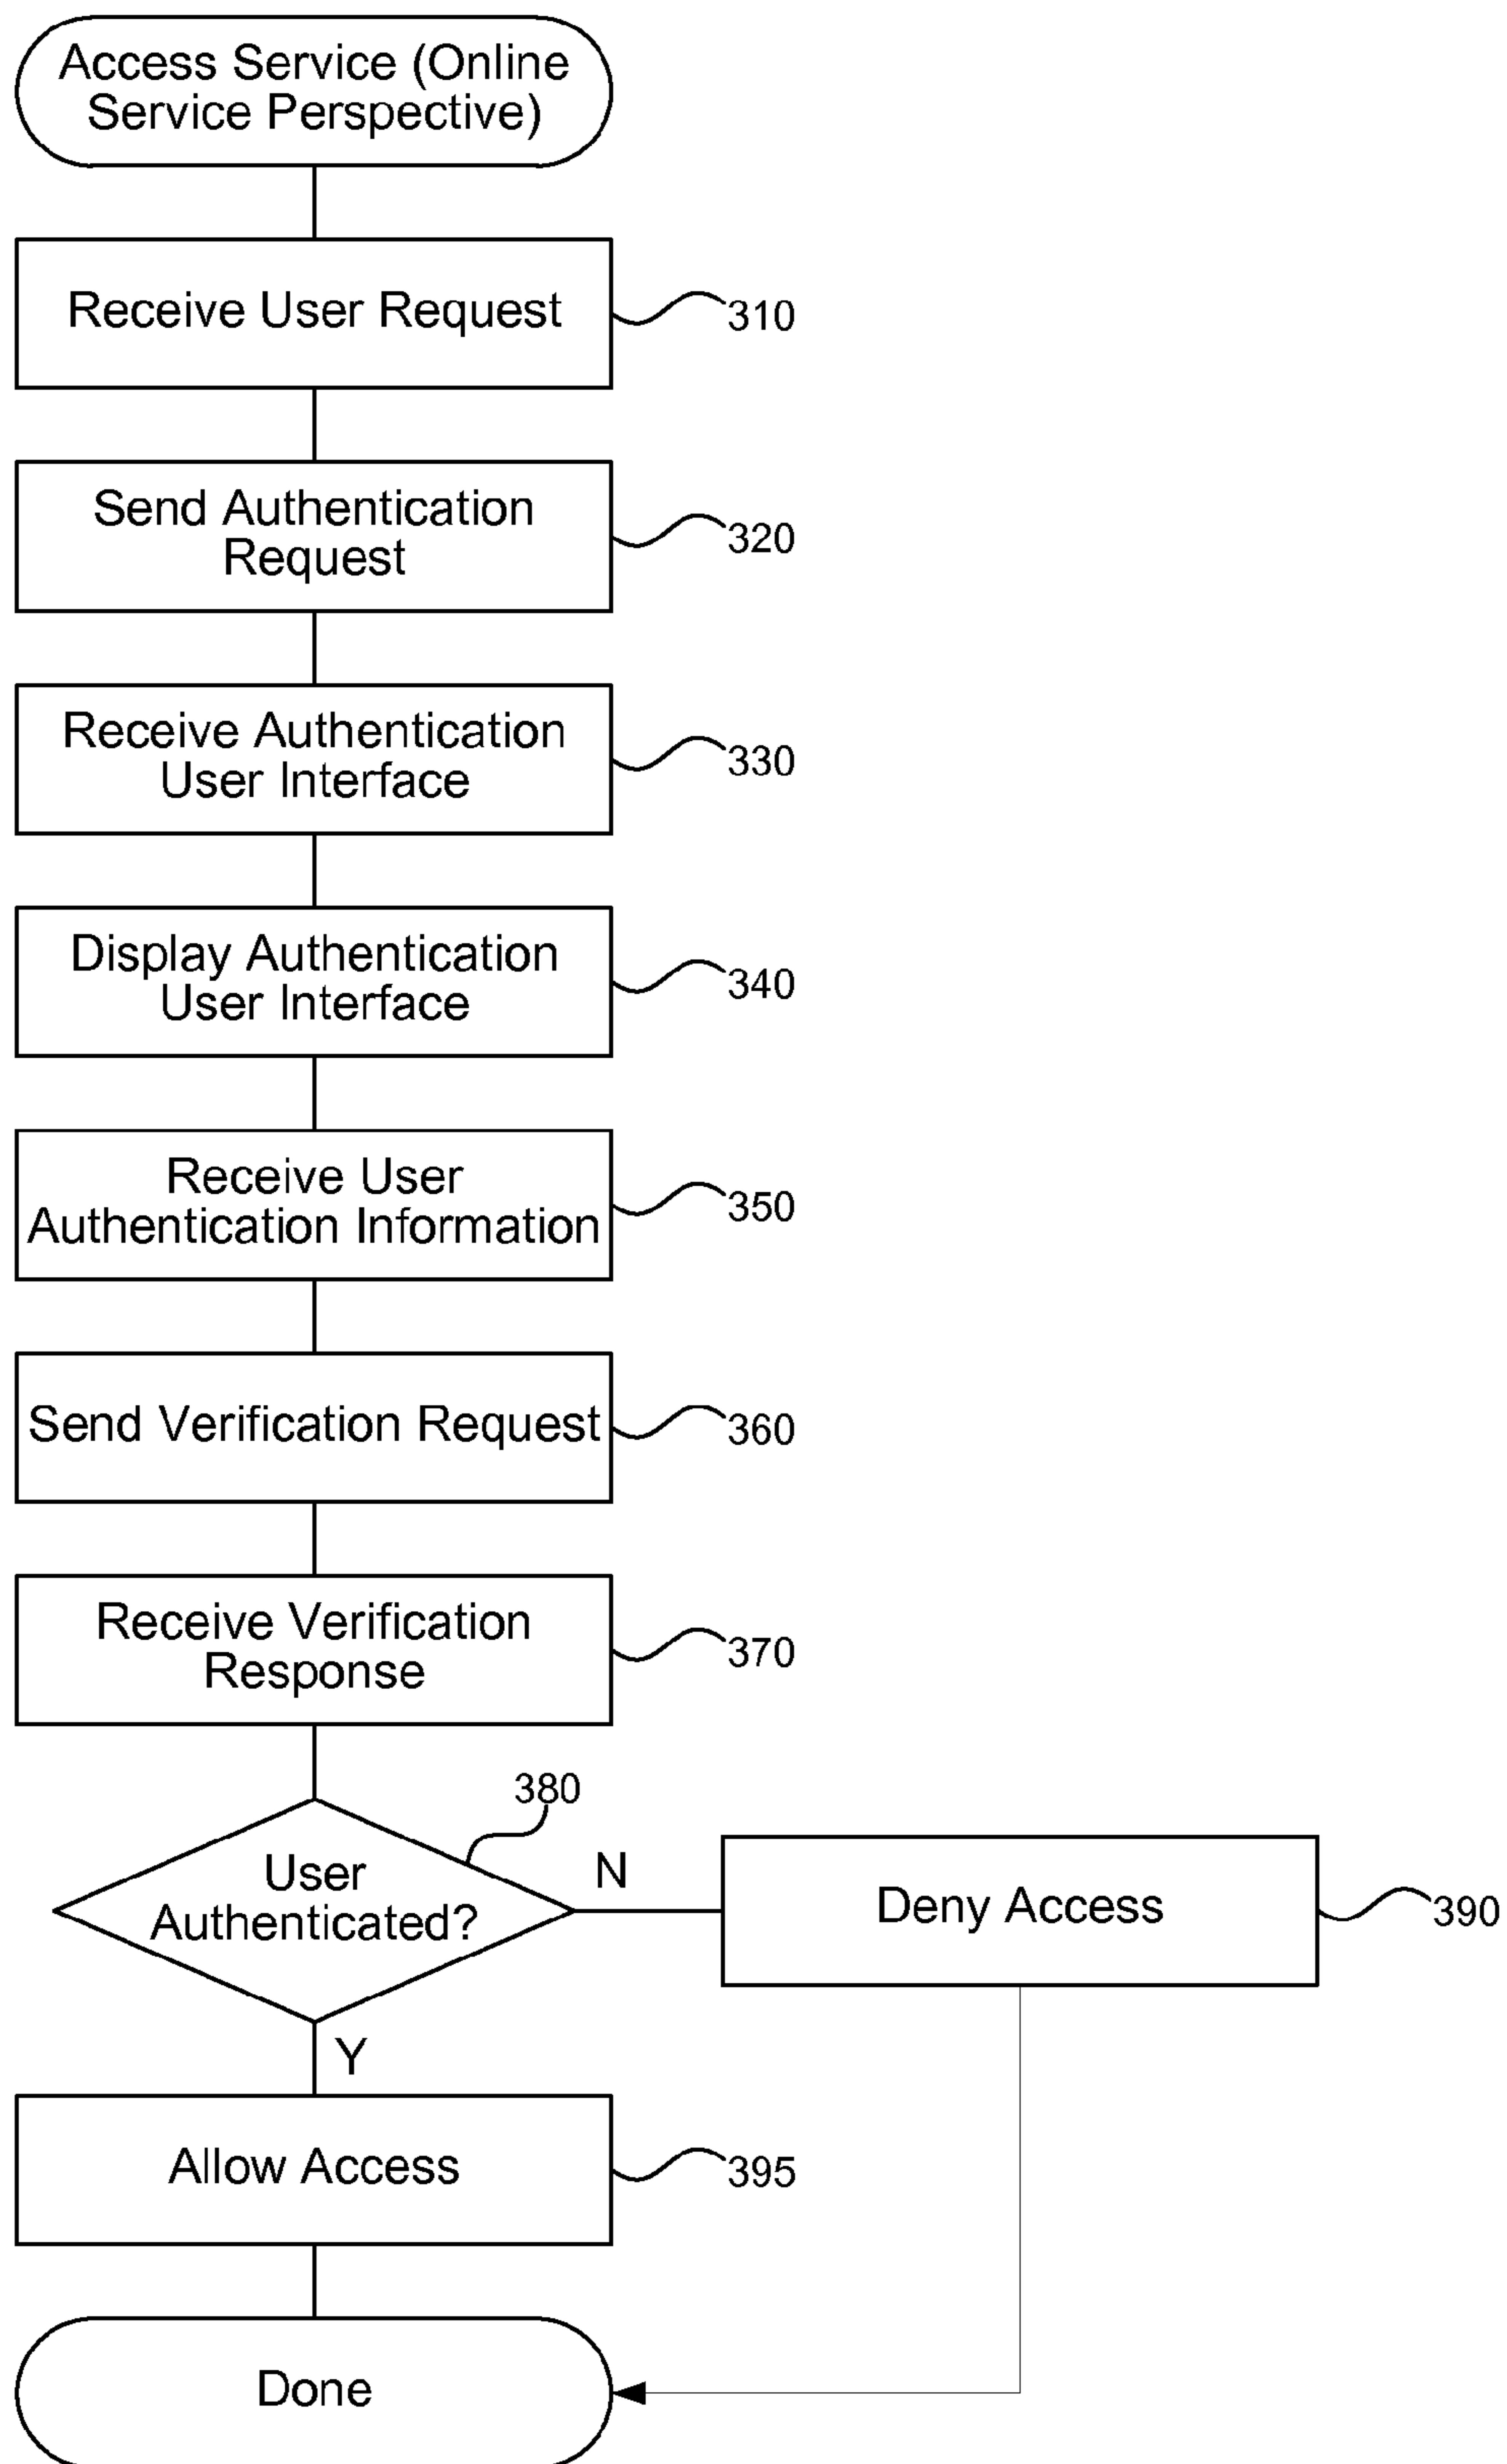 Access Service (Online
Service Perspective)
Receive User Request
310
Send Authentication
Request
320
Receive Authentication
User Interface
330
Display Authentication
User Interface
340
Receive User
Authentication Information
350
Send Verification Request
360
Receive Verification
Response
370
380
User
Authenticated?
N
Deny Access
390
Y
Allow Access
395
Done